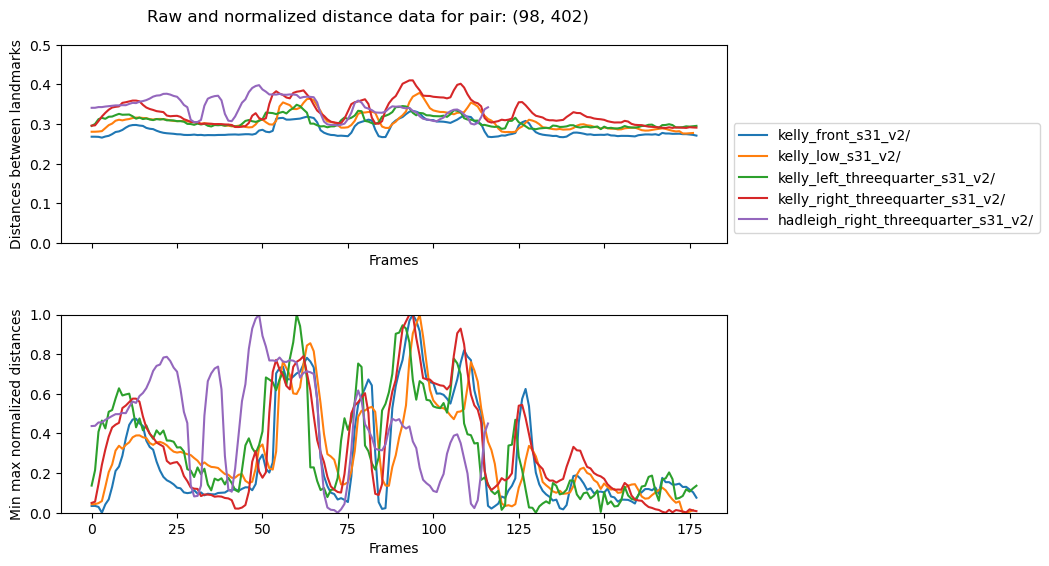 Raw and normalized distance data for pair: (98, 402)
Distances between landmarks
0.5
0.4
0.3
0.2
0.1
0.0
Frames
kelly_front_s31_v2/
kelly_low_s31_v2/
kelly_left_threequarter_s31_v2/
kelly_right_threequarter_s31_v2/
hadleigh_right_threequarter_s31_v2/
Min max normalized distances
1.0
0.8
0.6
0.4
0.2
0.0
0 25 50 75 100 125 150 175
Frames